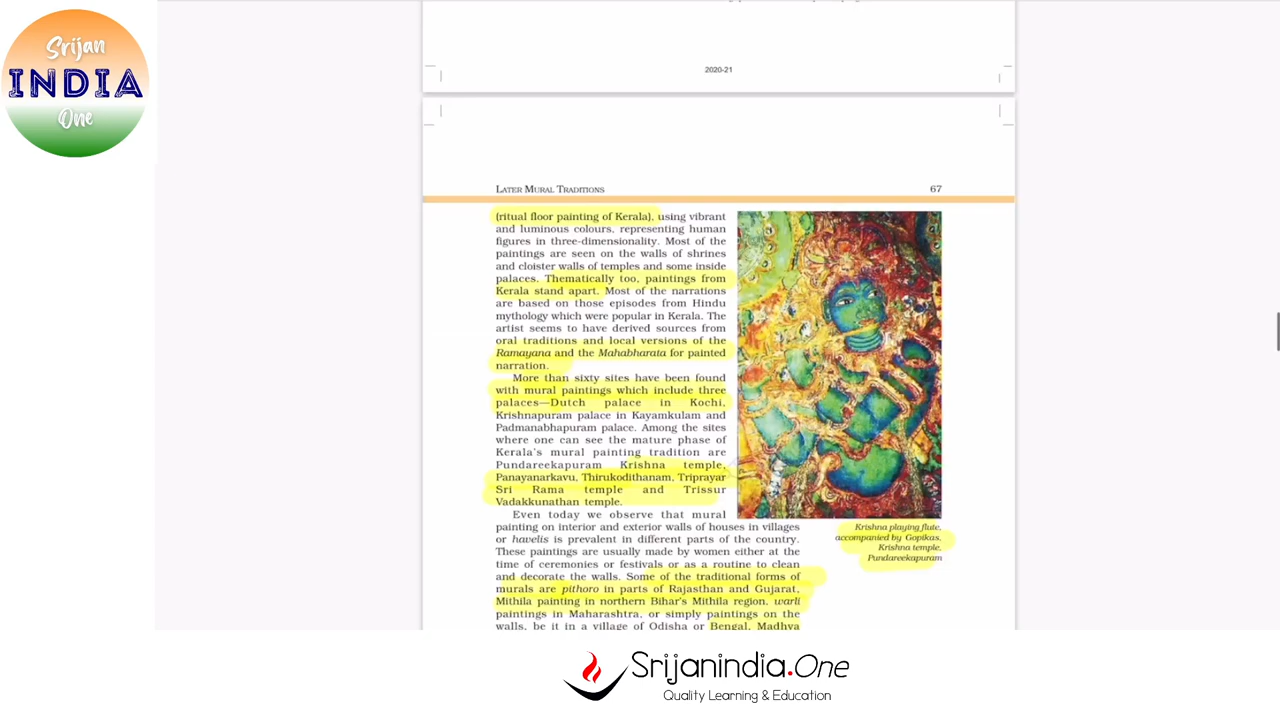 Srijan
INDIA
One
2020-21
LATER MURAL TRADITIONS
67
(ritual floor painting of Kerala), using vibrant
and luminous colours, representing human
figures in three-dimensionality. Most of the
paintings are seen on the walls of shrines
and cloister walls of temples and some inside
palaces. Thematically too, paintings from
Kerala stand apart. Most of the narrations
are based on those episodes from Hindu
mythology which were popular in Kerala. The
artist seems to have derived sources from
oral traditions and local versions of the
Ramayana and the Mahabharata for painted
narration.
More than sixty sites have been found
with mural paintings which include three
palaces—Dutch palace in Kochi,
Krishnapuram palace in Kayamkulam and
Padmanabhapuram palace. Among the sites
where one can see the mature phase of
Kerala's mural painting tradition are
Pundareekapuram Krishna temple,
Panayanarkavu, Thirukodithanam, Triprayar
Sri Rama temple and Trissur
Vadakkunathan temple.
Even today we observe that mural
painting on interior and exterior walls of houses in villages
or havelis is prevalent in different parts of the country.
These paintings are usually made by women either at the
time of ceremonies or festivals or as a routine to clean
and decorate the walls. Some of the traditional forms of
murals are pithoro in parts of Rajasthan and Gujarat,
Mithila painting in northern Bihar's Mithila region, warli
paintings in Maharashtra, or simply paintings on the
walls, be it in a village of Odisha or Bengal, Madhya
Krishna playing flute,
accompanied by Gopikas,
Krishna temple,
Pundareekapuram
Srijanindia.One
Quality Learning & Education